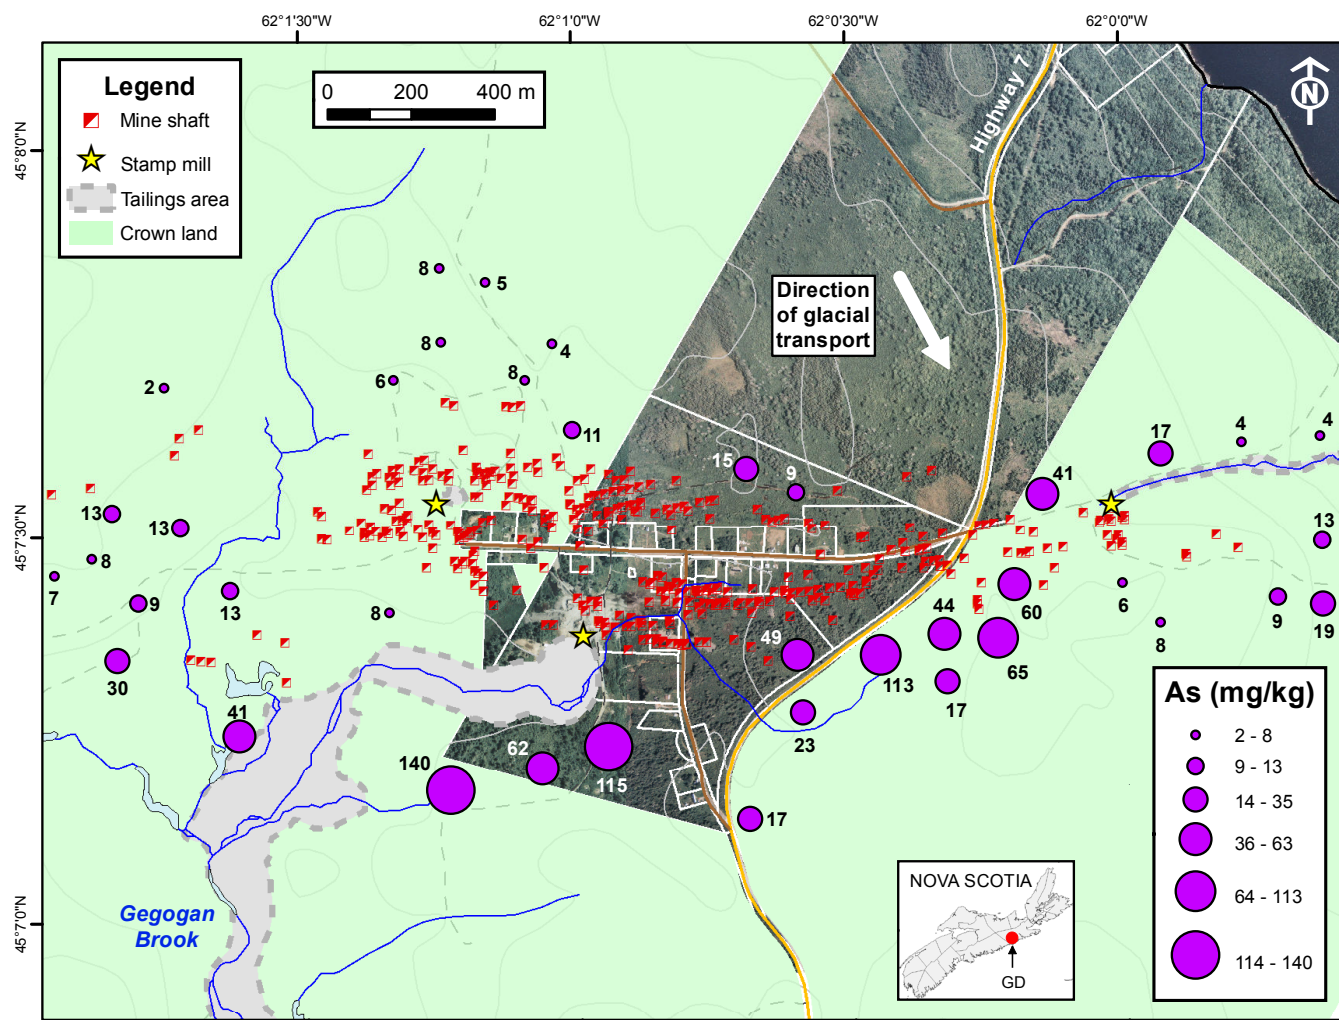 62°1'30"W
62°1'0"W
62°0'30"W
62°0'0"W
45°8'0"N
45°7'30"N
45°7'0"N
Legend
Mine shaft
Stamp mill
Tailings area
Crown land
0 200 400 m
Highway 7
N
Direction
of glacial
transport
8
5
8
4
6
8
2
11
15
9
41
17
4
4
13
13
8
7
9
13
8
30
41
13
6
9
19
8
60
44
65
49
113
17
23
140
62
115
17
Gegogan
Brook
NOVA SCOTIA
GD
As (mg/kg)
2 - 8
9 - 13
14 - 35
36 - 63
64 - 113
114 - 140